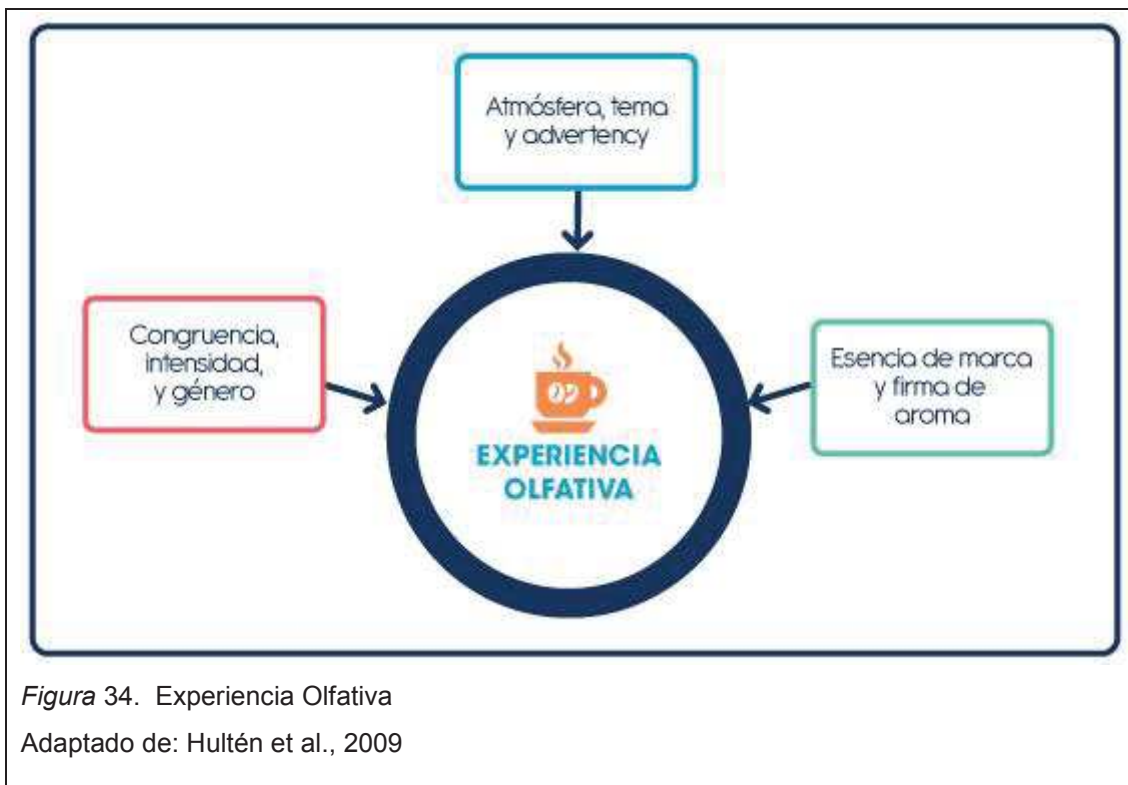 Atmósfera, tema
y advertency
Congruencia,
intensidad,
y género
Esencia de marca
y firma de
aroma
EXPERIENCIA
OLFATIVA
Figura 34. Experiencia Olfativa
Adaptado de: Hultén et al., 2009